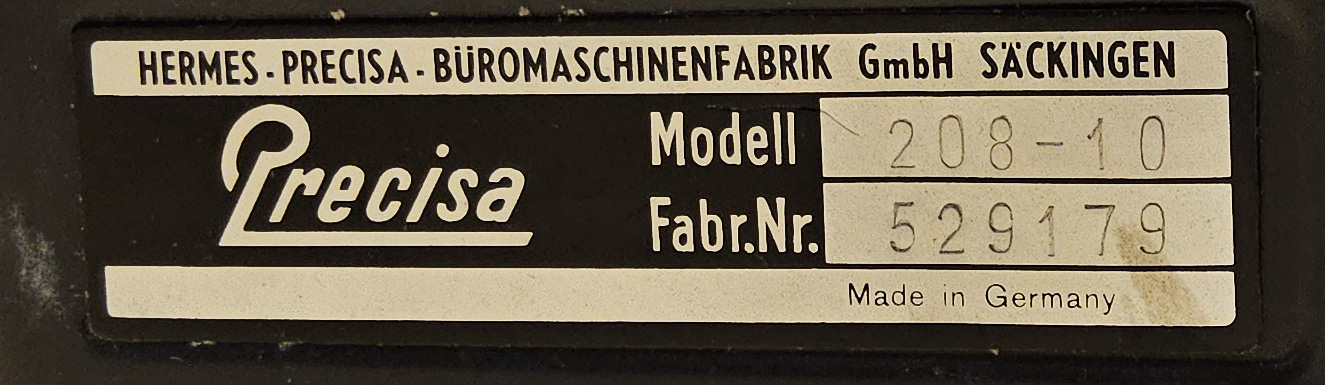 HERMES - PRECISA - BÜROMASCHINENFABRIK GmbH SÄCKINGEN
Precisa
Modell 208-10
Fabr.Nr. 529179
Made in Germany